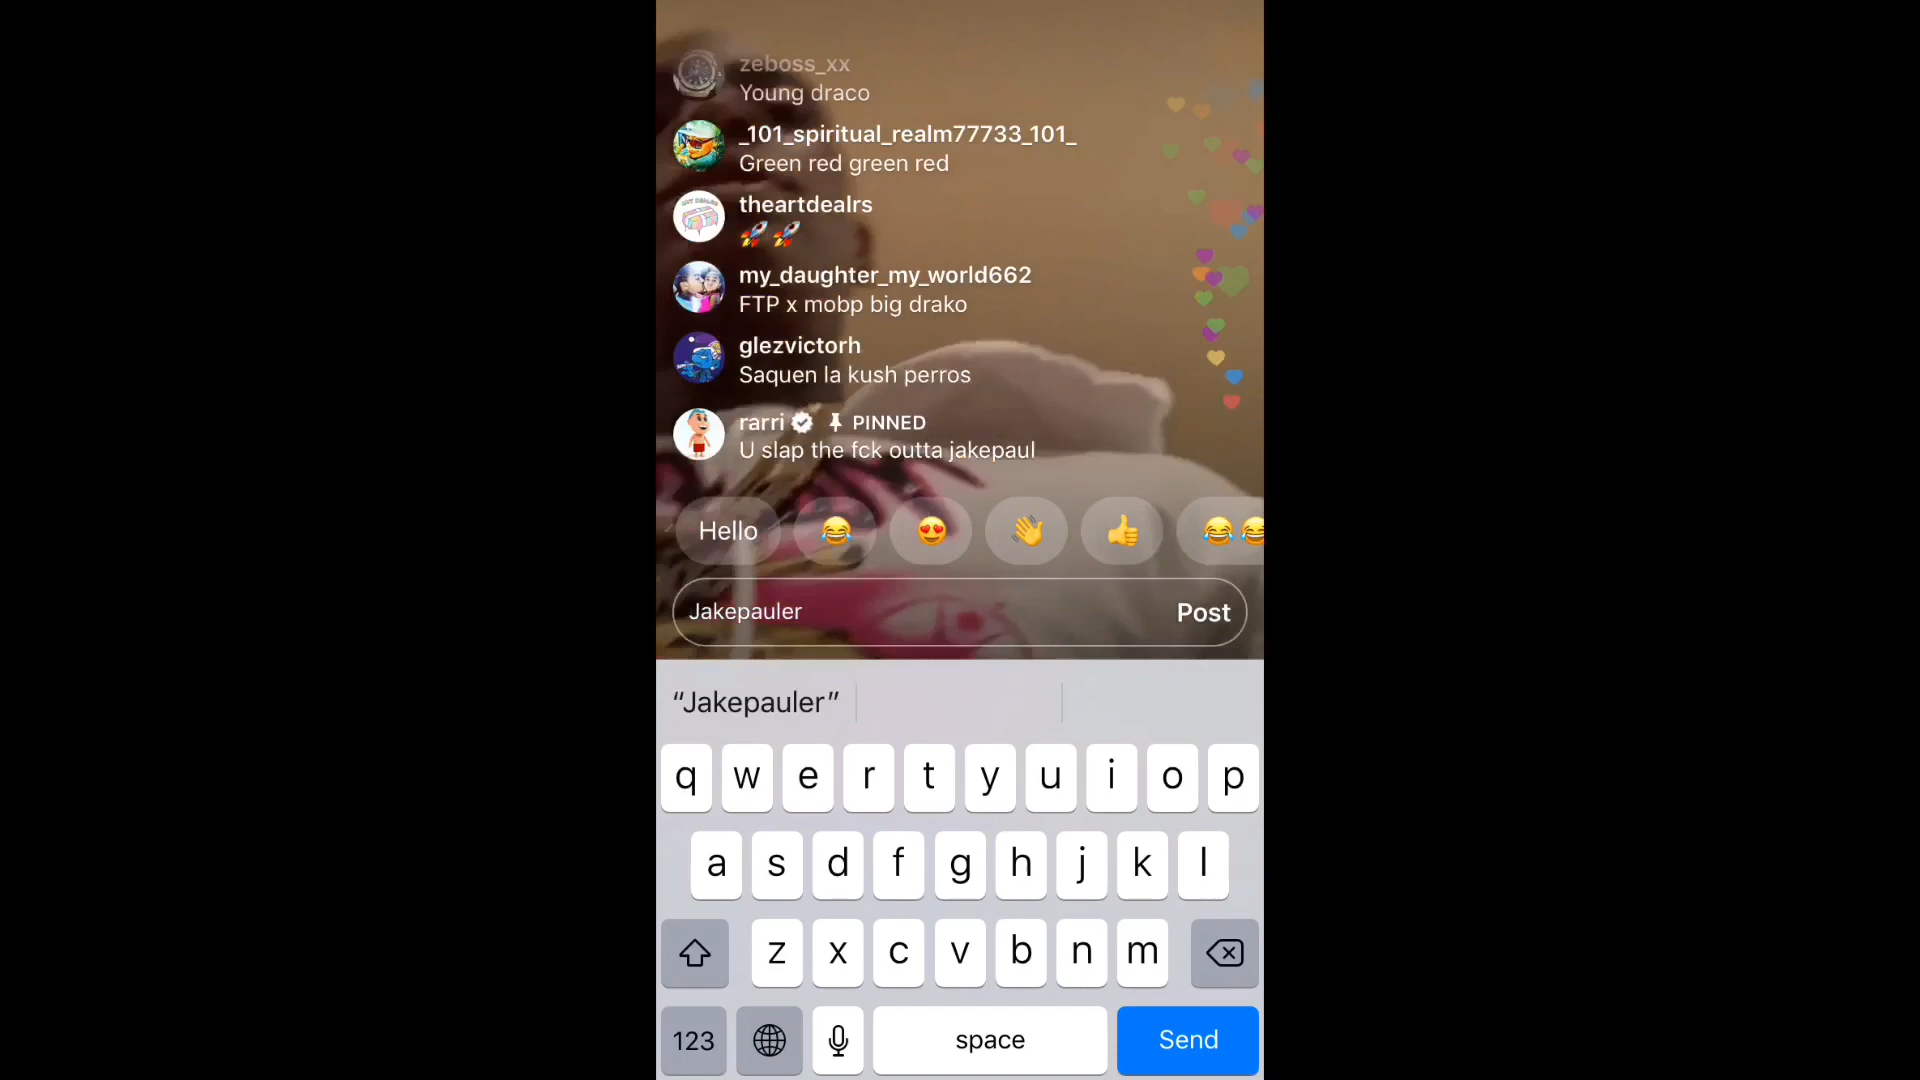 zeboss_xx
Young draco
_101_spiritual_realm77733_101_
Green red green red
theartdealrs
🚀 🚀
my_daughter_my_world662
FTP x mobp big drako
glezvictorh
Saquen la kush perros
rarri PINNED
U slap the fck outta jakepaul
Hello 😂 😍 👋 👍 😂 😂
Jakepauler Post
“Jakepauler”
q w e r t y u i o p
a s d f g h j k l
z x c v b n m
123 space Send